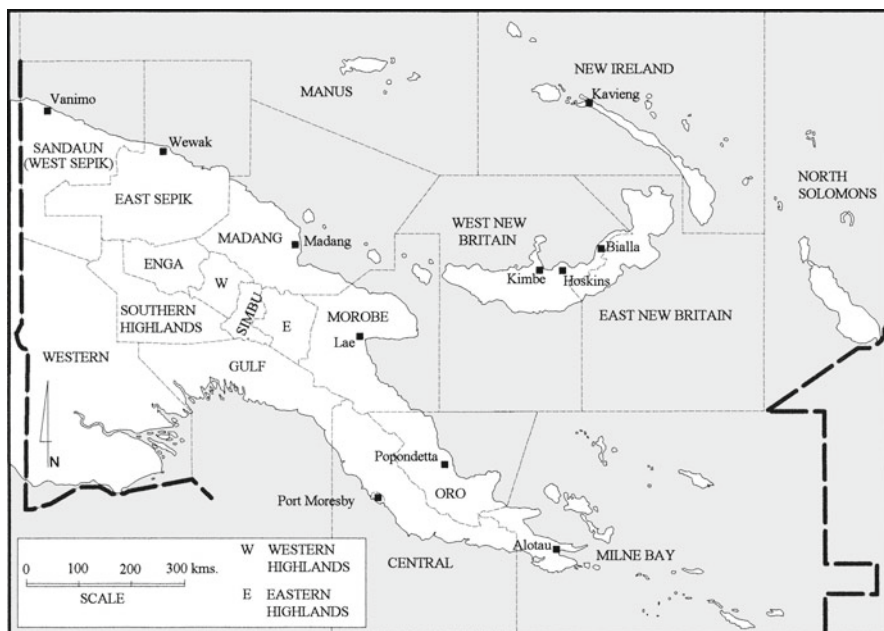 NEW IRELAND
Kavieng
MANUS
Vanimo
SANDAUN
(WEST SEPIK)
Wewak
NORTH
SOLOMONS
EAST SEPIK
WEST NEW
BRITAIN
MADANG
Madang
Bialla
ENGA
W
Kimbe
Hoskins
SOUTHERN
HIGHLANDS
SIMBU
E
MOROBE
EAST NEW BRITAIN
Lae
WESTERN
GULF
N
Popondetta
ORO
Port Moresby
CENTRAL
Alotau
MILNE BAY
W WESTERN
HIGHLANDS
0 100 200 300 kms.
SCALE
E EASTERN
HIGHLANDS